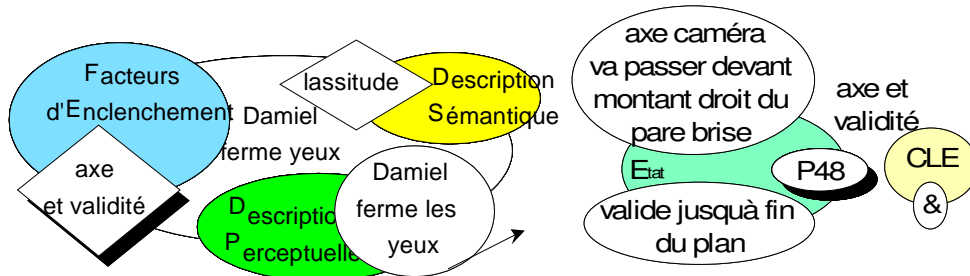 Facteurs
d'Enclenchement
lassitude
Description
Sémantique
Damiel
ferme yeux
axe
et validité
Description
Perceptuelle
Damiel
ferme les
yeux
axe caméra
va passer devant
montant droit du
pare brise
Etat
valide jusquà fin
du plan
P48
axe et
validité
CLE
&